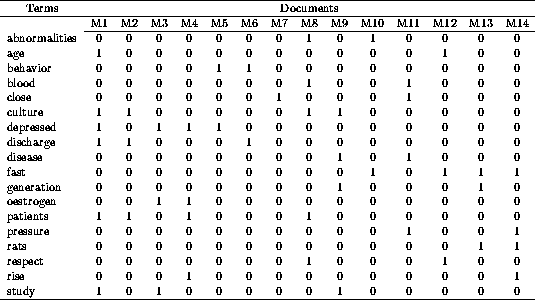 Terms Documents
M1 M2 M3 M4 M5 M6 M7 M8 M9 M10 M11 M12 M13 M14
abnormalities 0 0 0 0 0 0 0 1 0 1 0 0 0 0
age 1 0 0 0 0 0 0 0 0 0 0 1 0 0
behavior 0 0 0 0 1 1 0 0 0 0 0 0 0 0
blood 0 0 0 0 0 0 0 1 0 0 1 0 0 0
close 0 0 0 0 0 0 1 0 0 0 1 0 0 0
culture 1 1 0 0 0 0 0 1 1 0 0 0 0 0
depressed 1 0 1 1 1 0 0 0 0 0 0 0 0 0
discharge 1 1 0 0 0 1 0 0 0 0 0 0 0 0
disease 0 0 0 0 0 0 0 0 1 0 1 0 0 0
fast 0 0 0 0 0 0 0 0 0 1 0 1 1 1
generation 0 0 0 0 0 0 0 0 1 0 0 0 1 0
oestrogen 0 0 1 1 0 0 0 0 0 0 0 0 0 0
patients 1 1 0 1 0 0 0 1 0 0 0 0 0 0
pressure 0 0 0 0 0 0 0 0 0 0 1 0 0 1
rats 0 0 0 0 0 0 0 0 0 0 0 0 1 1
respect 0 0 0 0 0 0 0 1 0 0 0 1 0 0
rise 0 0 0 1 0 0 0 0 0 0 0 0 0 1
study 1 0 1 0 0 0 0 0 1 0 0 0 0 0